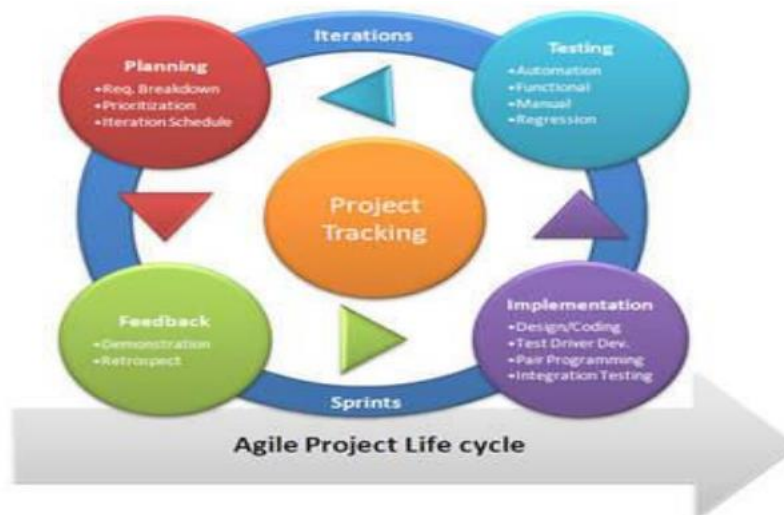 Iterations
Planning
•Req. Breakdown
•Prioritization
•Iteration Schedule
Testing
•Automation
•Functional
•Manual
•Regression
Project
Tracking
Feedback
•Demonstration
•Retrospect
Implementation
•Design/Coding
•Test Driver Dev.
•Pair Programming
•Integration Testing
Sprints
Agile Project Life cycle